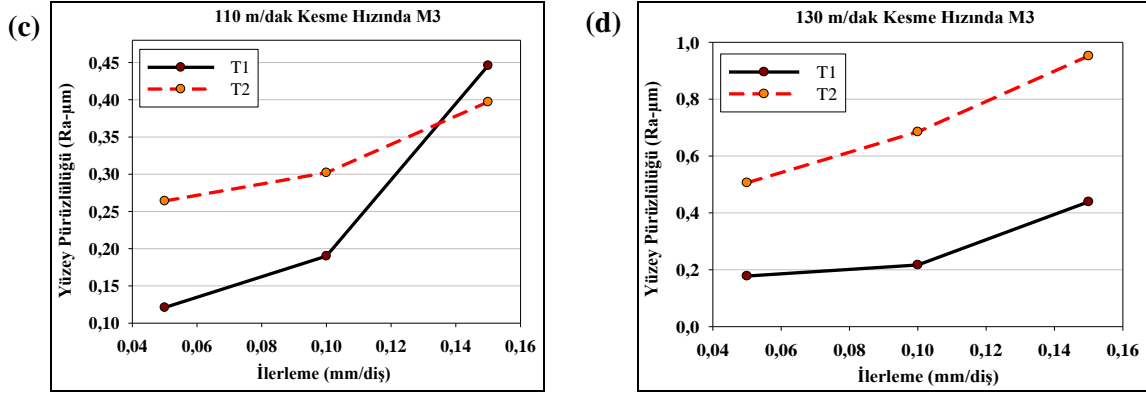 (c)
110 m/dak Kesme Hızında M3
Yüzey Pürüzlülüğü (Ra-µm)
0,45
0,40
0,35
0,30
0,25
0,20
0,15
0,10
T1
T2
0,04 0,06 0,08 0,10 0,12 0,14 0,16
İlerleme (mm/diş)
(d)
130 m/dak Kesme Hızında M3
Yüzey Pürüzlülüğü (Ra-µm)
1,0
0,8
0,6
0,4
0,2
0,0
T1
T2
0,04 0,06 0,08 0,10 0,12 0,14 0,16
İlerleme (mm/diş)